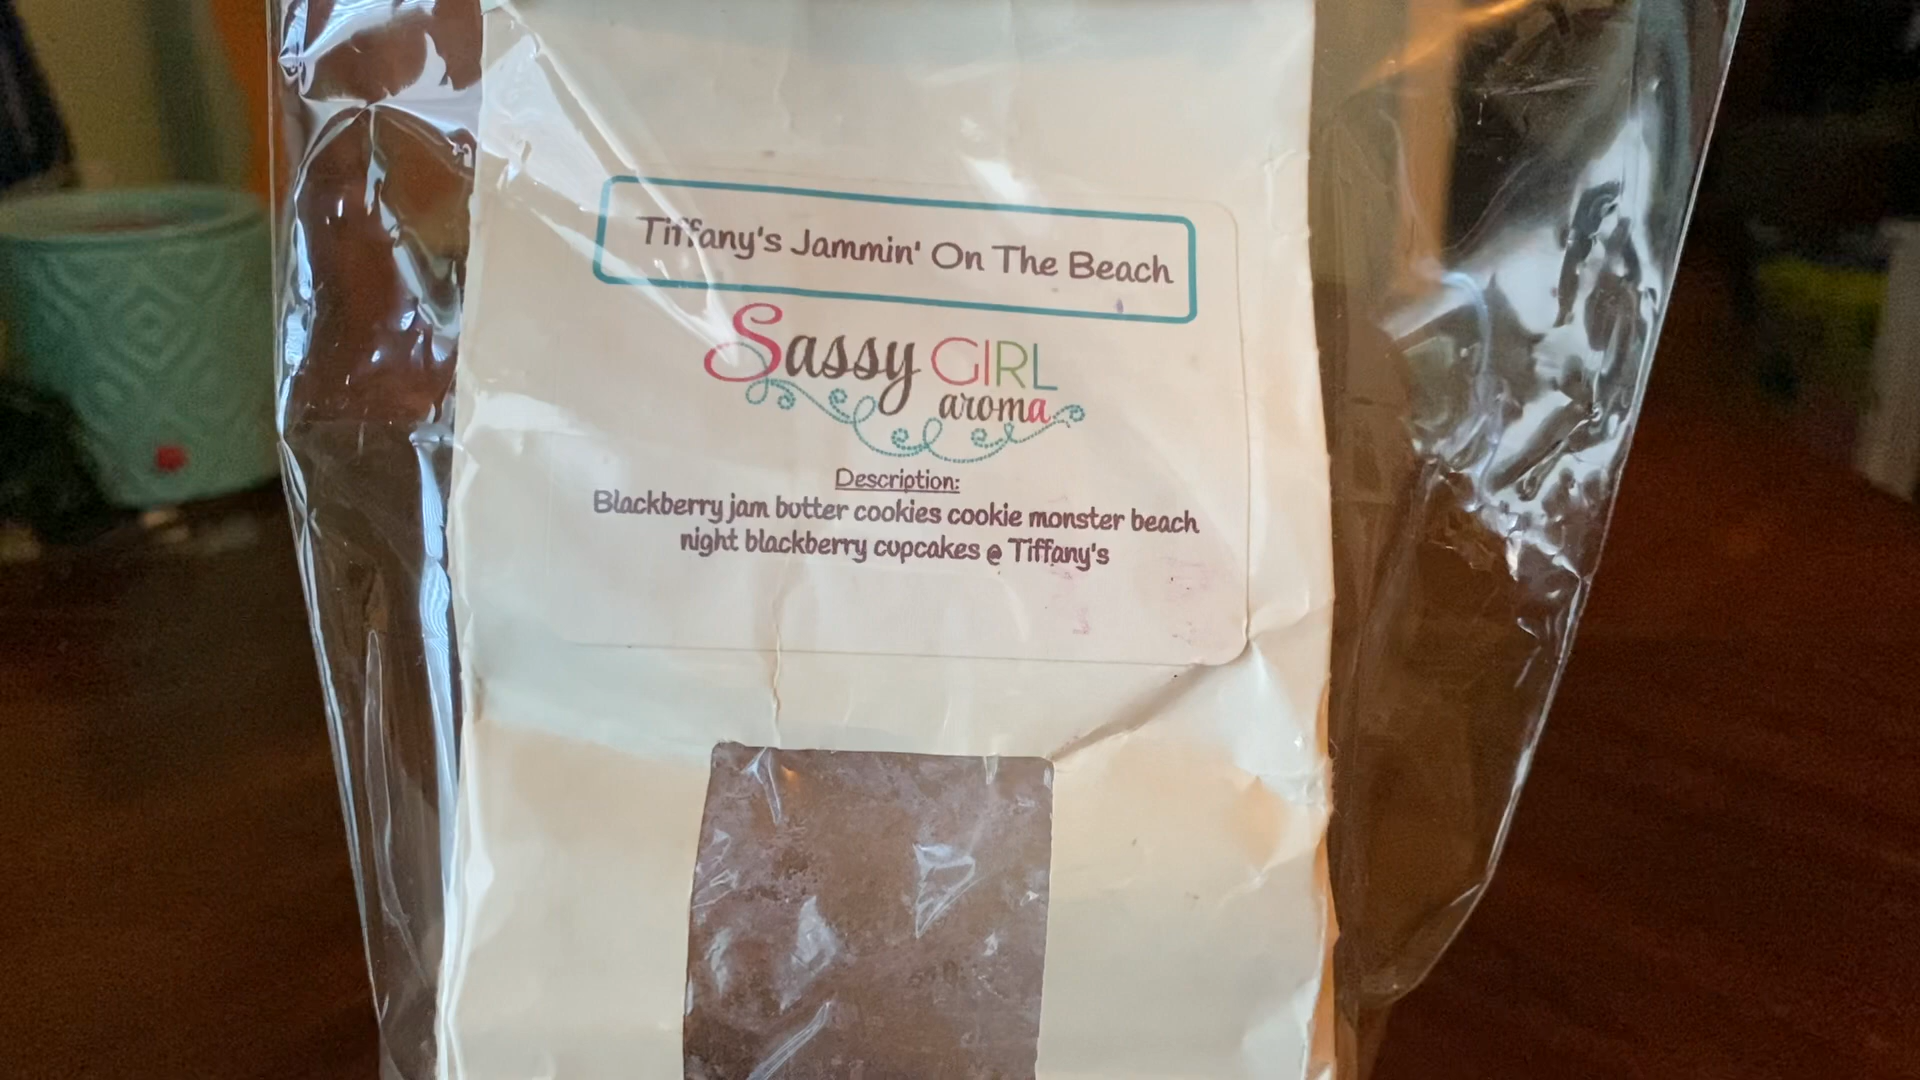 Tiffany's Jammin' On The Beach
Sassy GIRL
aroma
Description:
Blackberry jam butter cookies cookie monster beach
night blackberry cupcakes @ Tiffany's